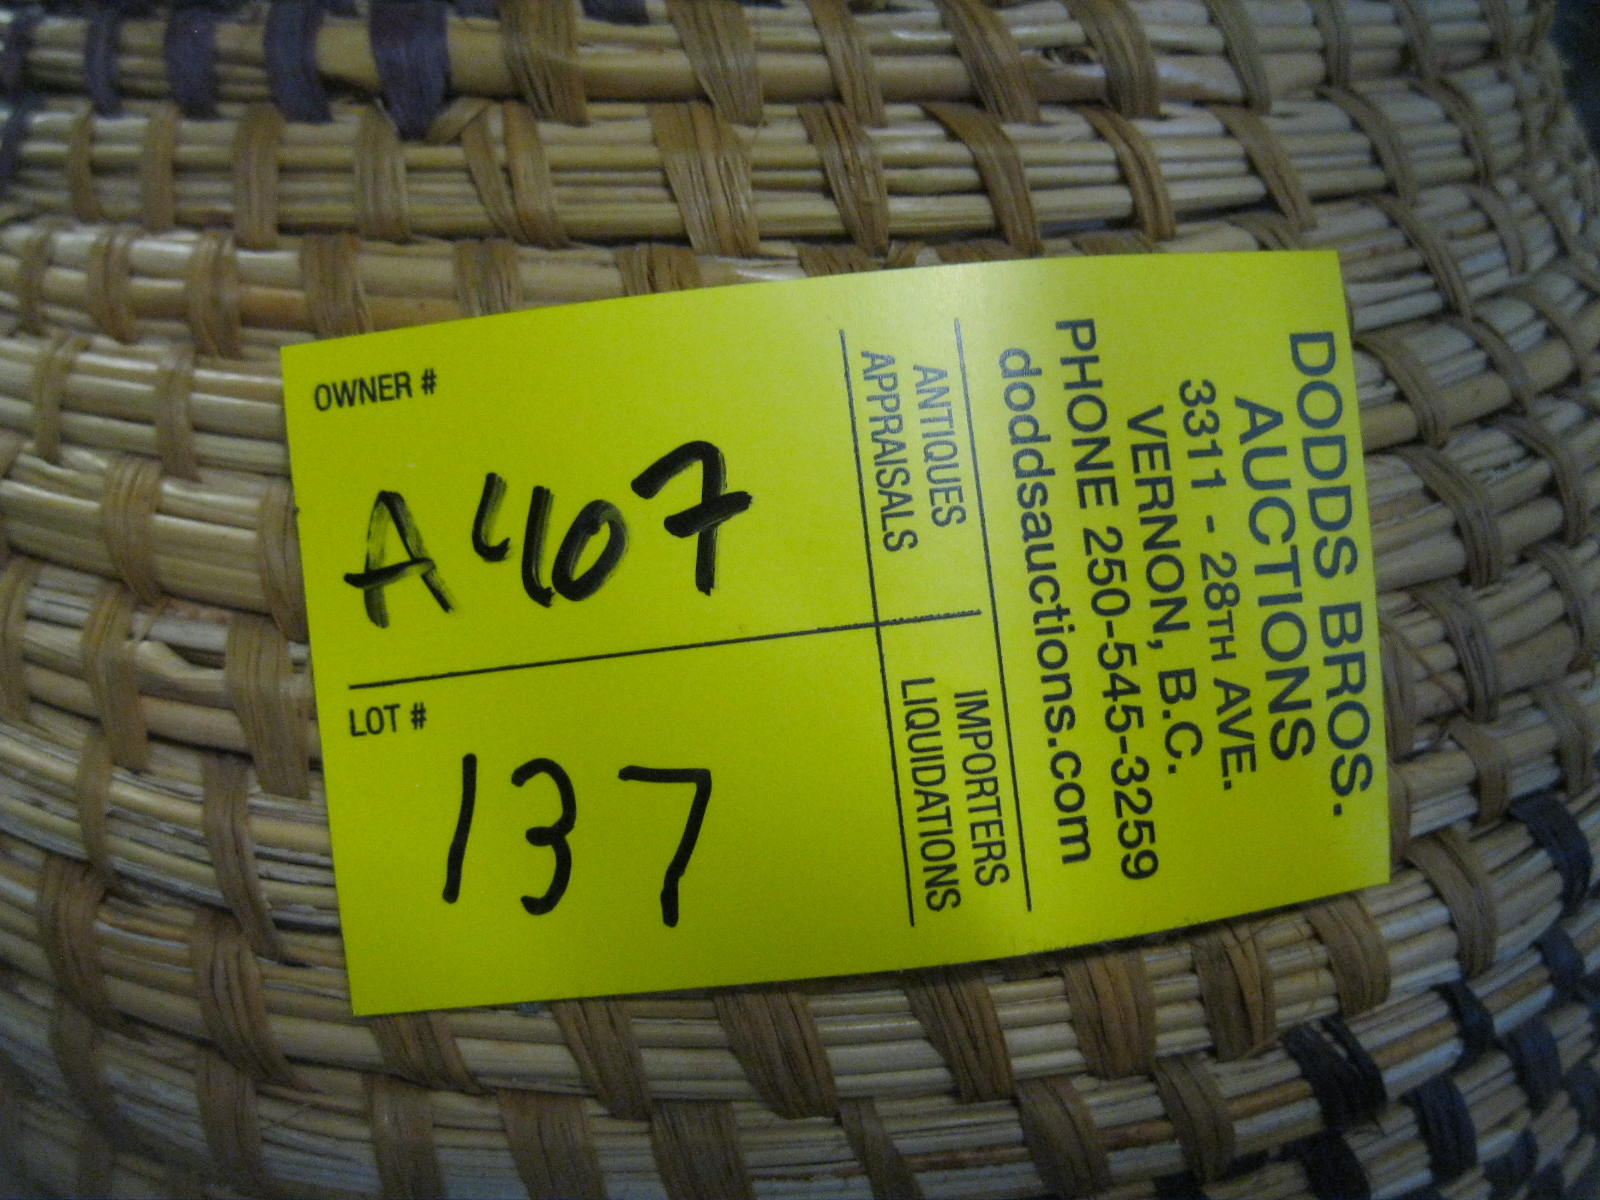 DODDS BROS.
AUCTIONS
3311 - 28TH AVE.
VERNON, B.C.
PHONE 250-545-3259
doddsauctions.com
ANTIQUES
APPRAISALS
IMPORTERS
LIQUIDATIONS
OWNER #
A407
LOT #
137